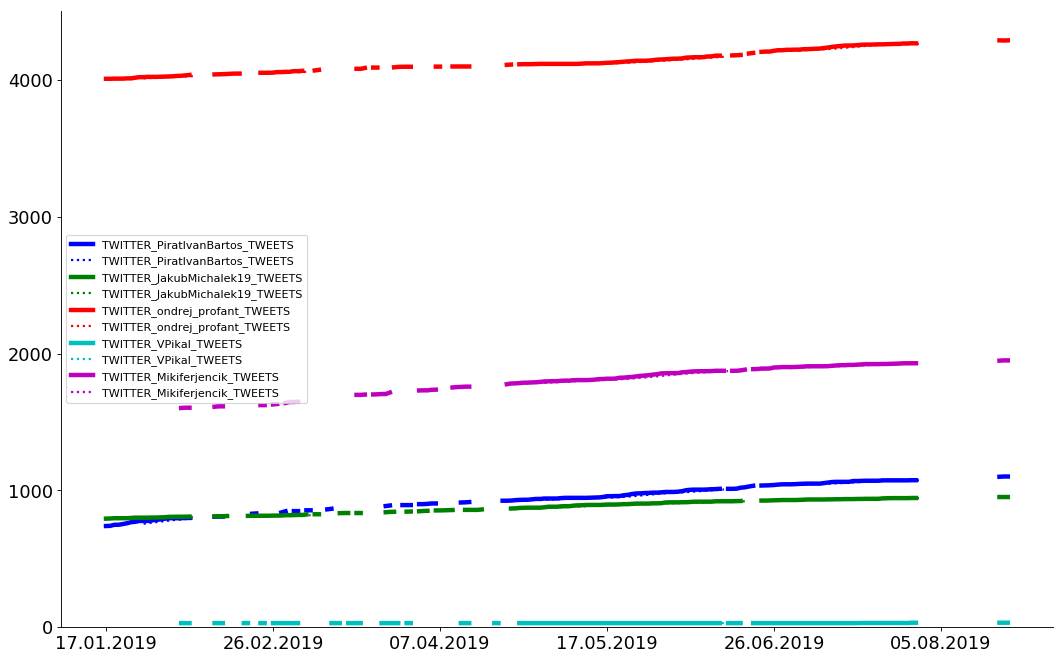 4000
3000
2000
1000
0
TWITTER_PiratIvanBartos_TWEETS
TWITTER_PiratIvanBartos_TWEETS
TWITTER_JakubMichalek19_TWEETS
TWITTER_JakubMichalek19_TWEETS
TWITTER_ondrej_profant_TWEETS
TWITTER_ondrej_profant_TWEETS
TWITTER_VPikal_TWEETS
TWITTER_VPikal_TWEETS
TWITTER_Mikiferjencik_TWEETS
TWITTER_Mikiferjencik_TWEETS
17.01.2019 26.02.2019 07.04.2019 17.05.2019 26.06.2019 05.08.2019